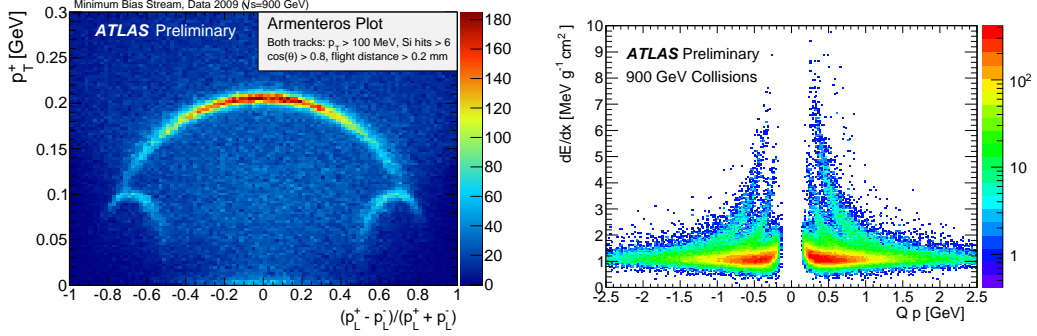 Minimum Bias Stream, Data 2009 (√s=900 GeV)
ATLAS Preliminary
Armenteros Plot
Both tracks: p_T > 100 MeV, Si hits > 6
cos(θ) > 0.8, flight distance > 0.2 mm
p_T^+ [GeV]
0.3
0.25
0.2
0.15
0.1
0.05
0
-1 -0.8 -0.6 -0.4 -0.2 0 0.2 0.4 0.6 0.8 1
(p_L^+ - p_L^-)/(p_L^+ + p_L^-)
180
160
140
120
100
80
60
40
20
0
ATLAS Preliminary
900 GeV Collisions
dE/dx [MeV g^-1 cm^2]
10
9
8
7
6
5
4
3
2
1
0
-2.5 -2 -1.5 -1 -0.5 0 0.5 1 1.5 2 2.5
Q p [GeV]
10^2
10
1
10^-1